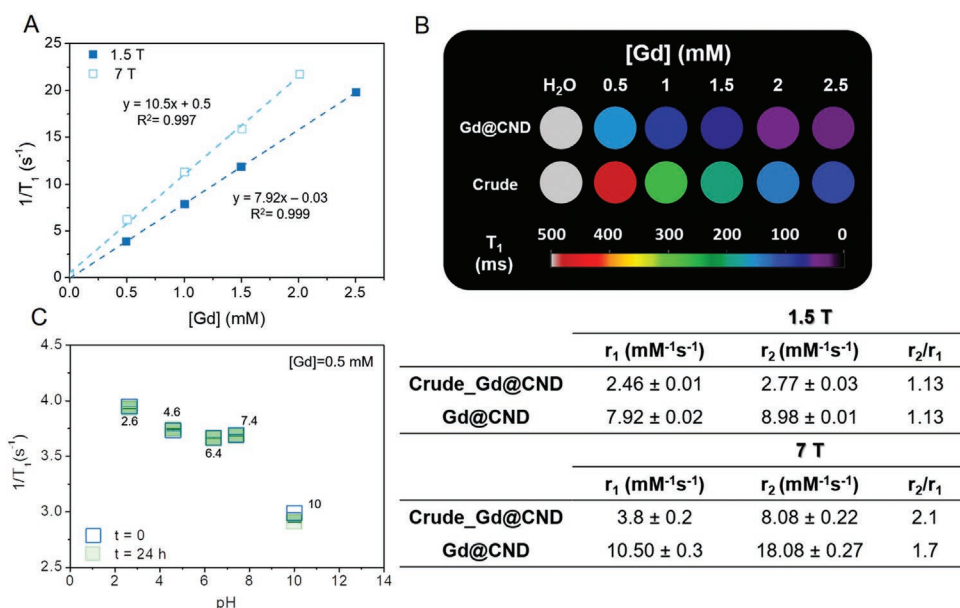 A
1.5 T
7 T
y = 10.5x + 0.5
R²= 0.997
y = 7.92x – 0.03
R²= 0.999
1/T₁ (s⁻¹)
25
20
15
10
5
0
0.0 0.5 1.0 1.5 2.0 2.5
[Gd] (mM)
B
[Gd] (mM)
H₂O 0.5 1 1.5 2 2.5
Gd@CND
Crude
T₁
(ms)
500 400 300 200 100 0
C
[Gd]=0.5 mM
1/T₁(s⁻¹)
4.5
4.0
3.5
3.0
2.5
2.6
4.6
6.4
7.4
10
t = 0
t = 24 h
0 2 4 6 8 10 12 14
pH
1.5 T
r₁ (mM⁻¹s⁻¹) r₂ (mM⁻¹s⁻¹) r₂/r₁
Crude_Gd@CND 2.46 ± 0.01 2.77 ± 0.03 1.13
Gd@CND 7.92 ± 0.02 8.98 ± 0.01 1.13
7 T
r₁ (mM⁻¹s⁻¹) r₂ (mM⁻¹s⁻¹) r₂/r₁
Crude_Gd@CND 3.8 ± 0.2 8.08 ± 0.22 2.1
Gd@CND 10.50 ± 0.3 18.08 ± 0.27 1.7